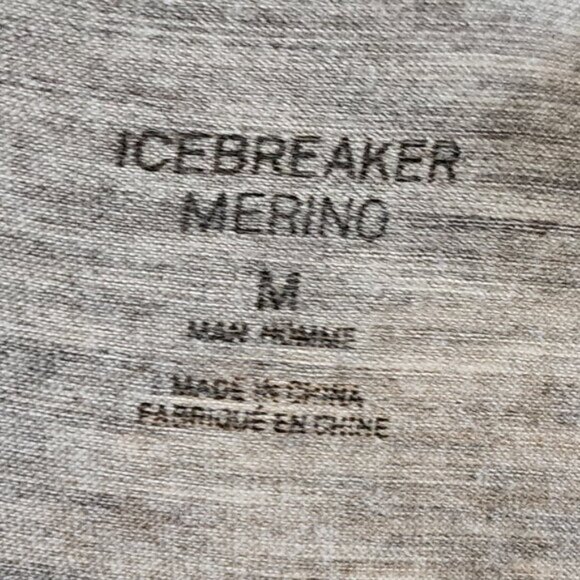 ICEBREAKER
MERINO
M
MAN HOMME
MADE IN CHINA
FABRIQUÉ EN CHINE